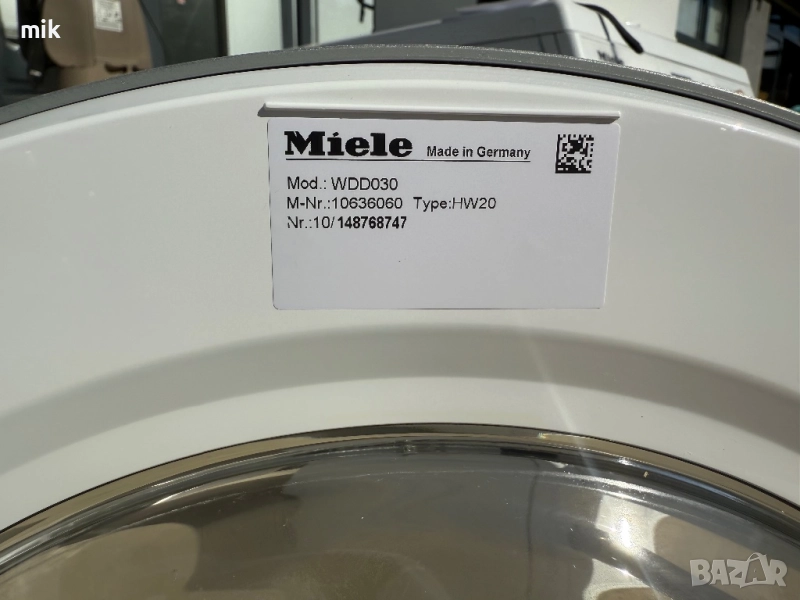 mik
Miele Made in Germany
Mod.: WDD030
M-Nr.:10636060 Type:HW20
Nr.:10/148768747
BAZAR